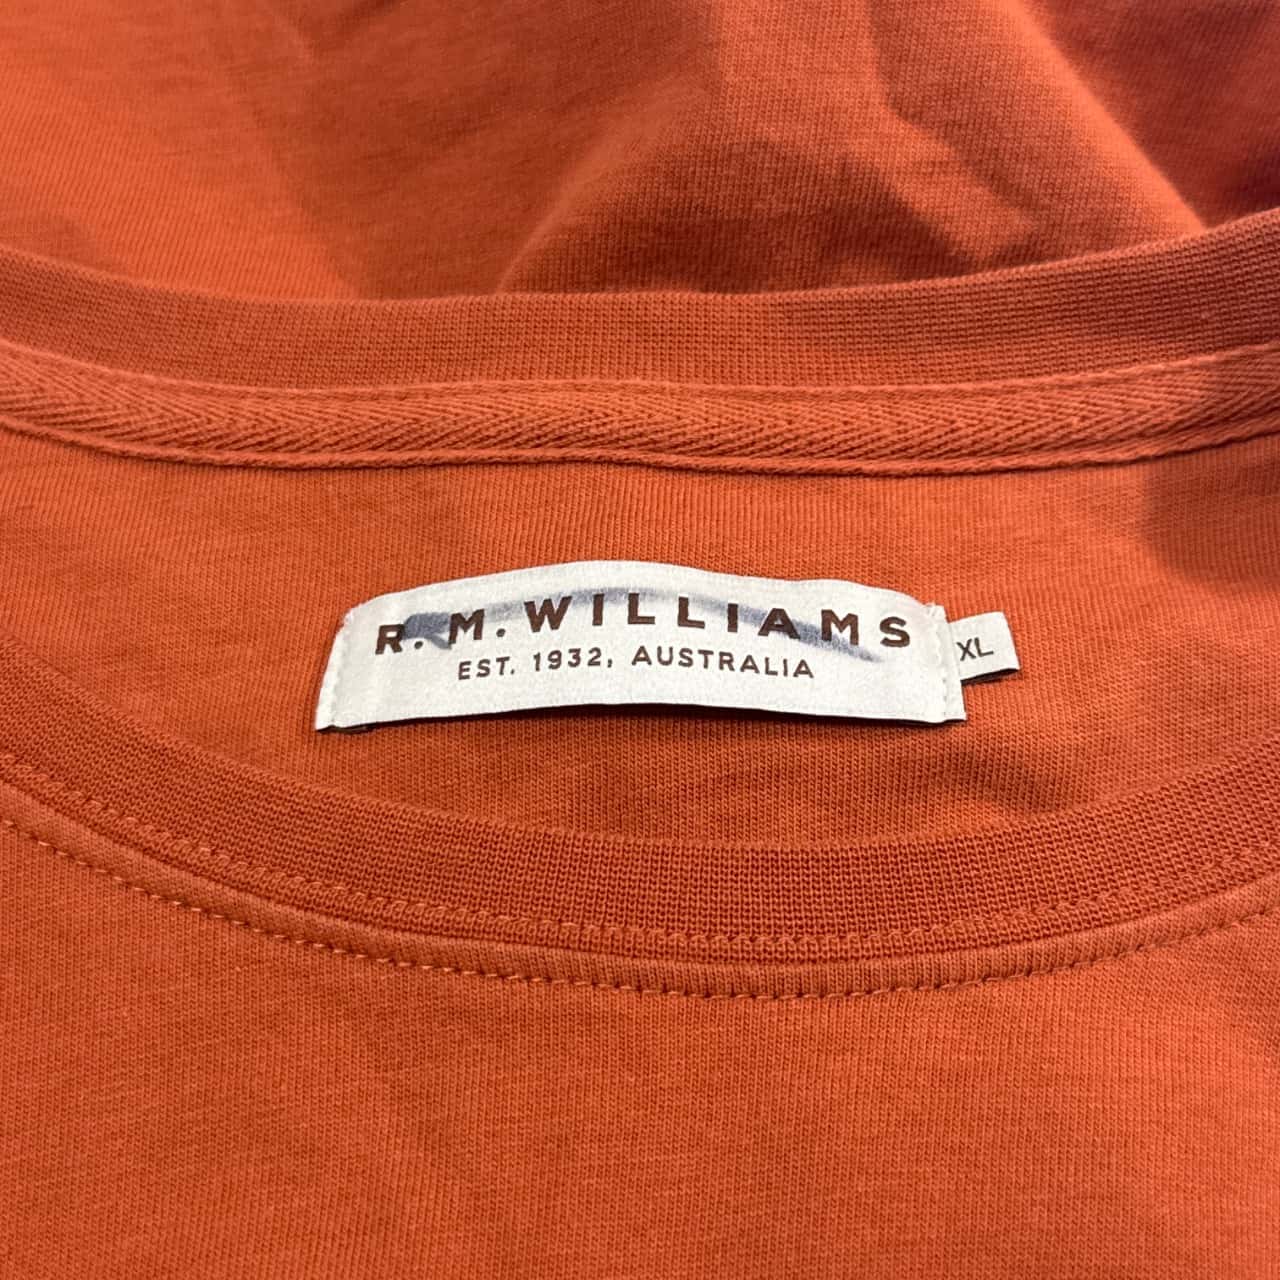 R.M.WILLIAMS
EST. 1932, AUSTRALIA
XL